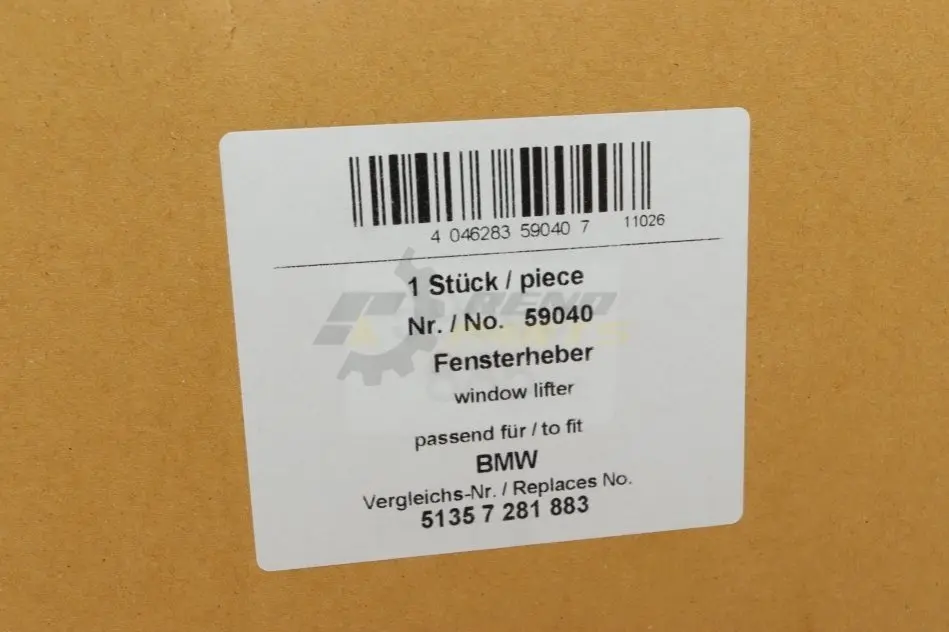 4 046283 59040 7 11026
1 Stück / piece
Nr. / No. 59040
Fensterheber
window lifter
passend für / to fit
BMW
Vergleichs-Nr. / Replaces No.
5135 7 281 883